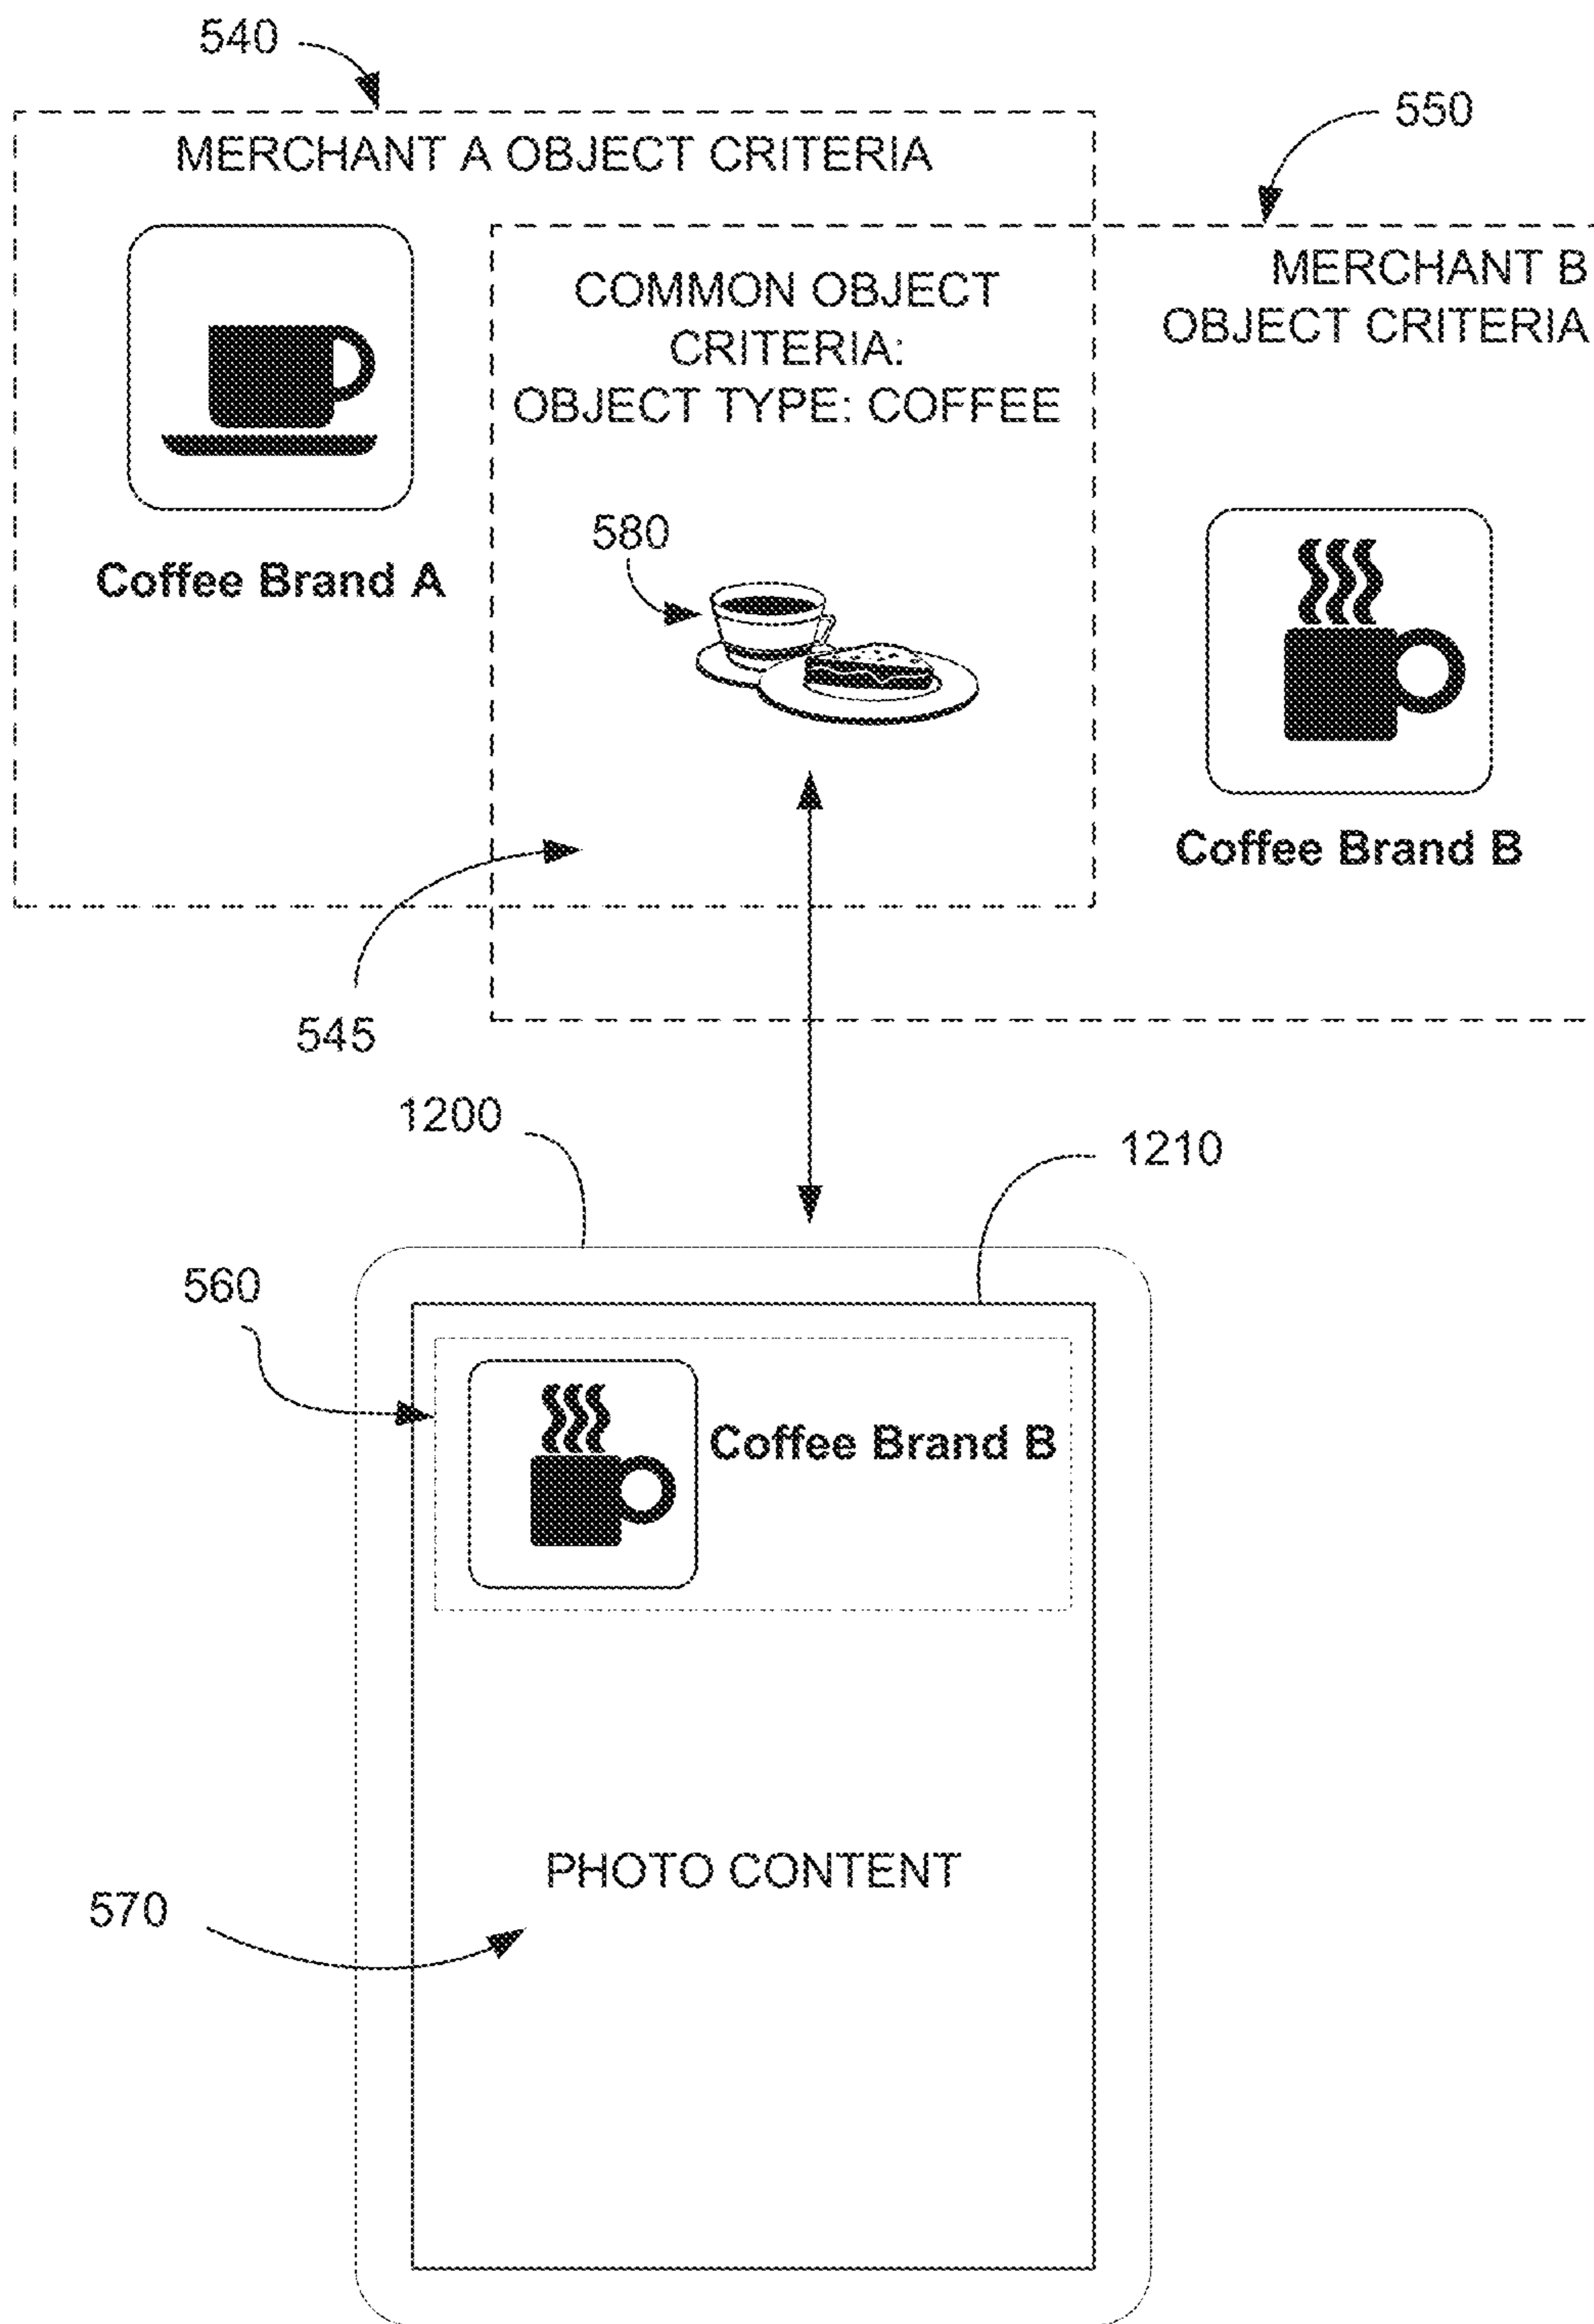 540
550
MERCHANT A OBJECT CRITERIA
MERCHANT B
OBJECT CRITERIA
COMMON OBJECT
CRITERIA:
OBJECT TYPE: COFFEE
580
Coffee Brand A
Coffee Brand B
545
1200
1210
560
Coffee Brand B
PHOTO CONTENT
570